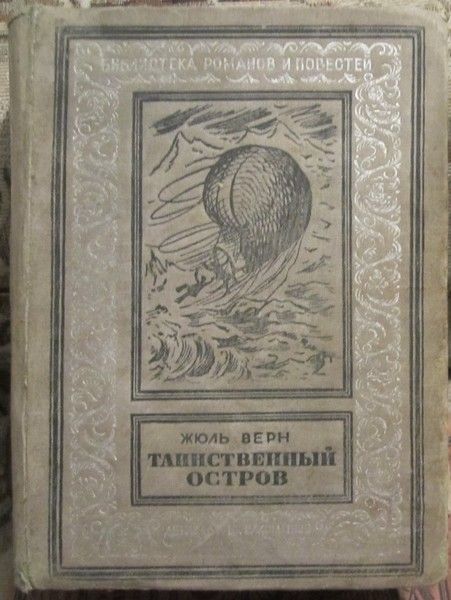 БИБЛИОТЕКА РОМАНОВ И ПОВЕСТЕЙ
ЖЮЛЬ ВЕРН
ТАИНСТВЕННЫЙ
ОСТРОВ